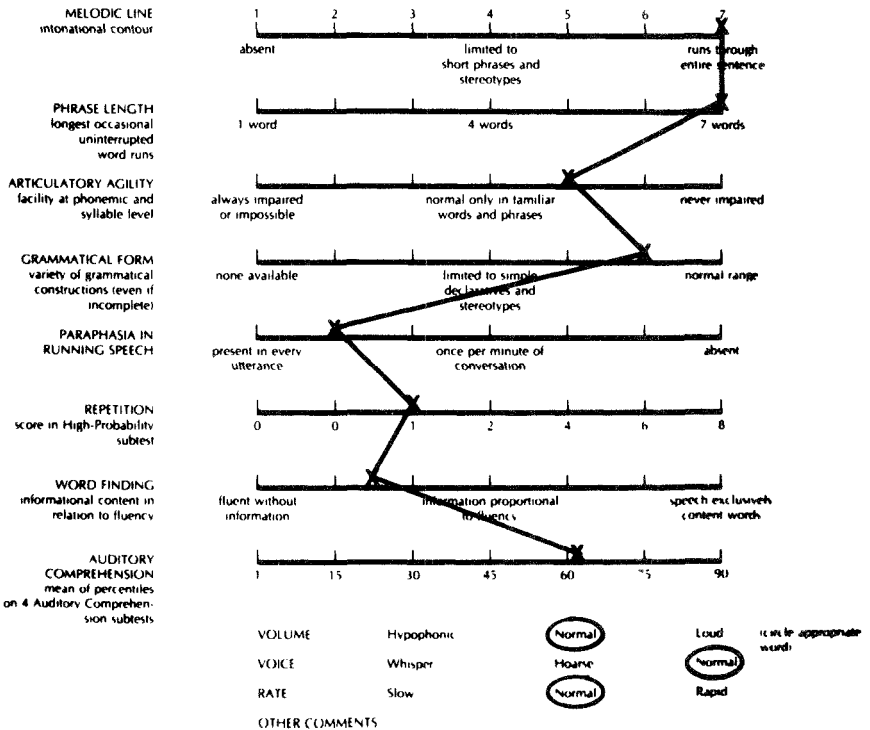 MELODIC LINE
intonational contour
1 2 3 4 5 6 7
absent
limited to
short phrases and
stereotypes
runs through
entire sentence
PHRASE LENGTH
longest occasional
uninterrupted
word runs
1 word
4 words
7 words
ARTICULATORY AGILITY
facility at phonemic and
syllable level
always impaired
or impossible
normal only in familiar
words and phrases
never impaired
GRAMMATICAL FORM
variety of grammatical
constructions (even if
incomplete)
none available
limited to simple
declaratives and
stereotypes
normal range
PARAPHASIA IN
RUNNING SPEECH
present in every
utterance
once per minute of
conversation
absent
REPETITION
score in High-Probability
subtest
0 0 1 2 4 6 8
WORD FINDING
informational content in
relation to fluency
fluent without
information
information proportional
to fluency
speech exclusively
content words
AUDITORY
COMPREHENSION
mean of percentiles
on 4 Auditory Comprehen-
sion subtests
1 15 30 45 60 75 90
VOLUME Hypophonic Normal Loud (circle appropriate
word)
VOICE Whisper Hoarse Normal
RATE Slow Normal Rapid
OTHER COMMENTS